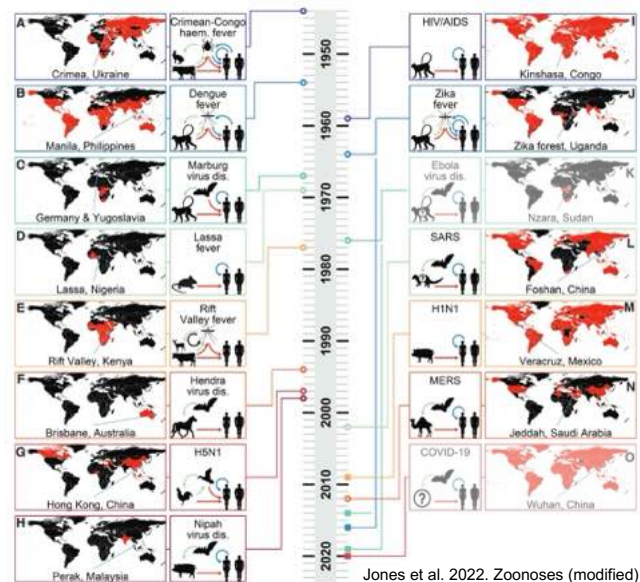 A
Crimea, Ukraine
Crimean-Congo
haem. fever
B
Manila, Philippines
Dengue
fever
C
Germany & Yugoslavia
Marburg
virus dis.
D
Lassa, Nigeria
Lassa
fever
E
Rift Valley, Kenya
Rift
Valley fever
F
Brisbane, Australia
Hendra
virus dis.
G
Hong Kong, China
H5N1
H
Perak, Malaysia
Nipah
virus dis.
1950
1960
1970
1980
1990
2000
2010
2020
HIV/AIDS
I
Kinshasa, Congo
Zika
fever
J
Zika forest, Uganda
Ebola
virus dis.
K
Nzara, Sudan
SARS
L
Foshan, China
H1N1
M
Veracruz, Mexico
MERS
N
Jeddah, Saudi Arabia
COVID-19
?
O
Wuhan, China
Jones et al. 2022. Zoonoses (modified)